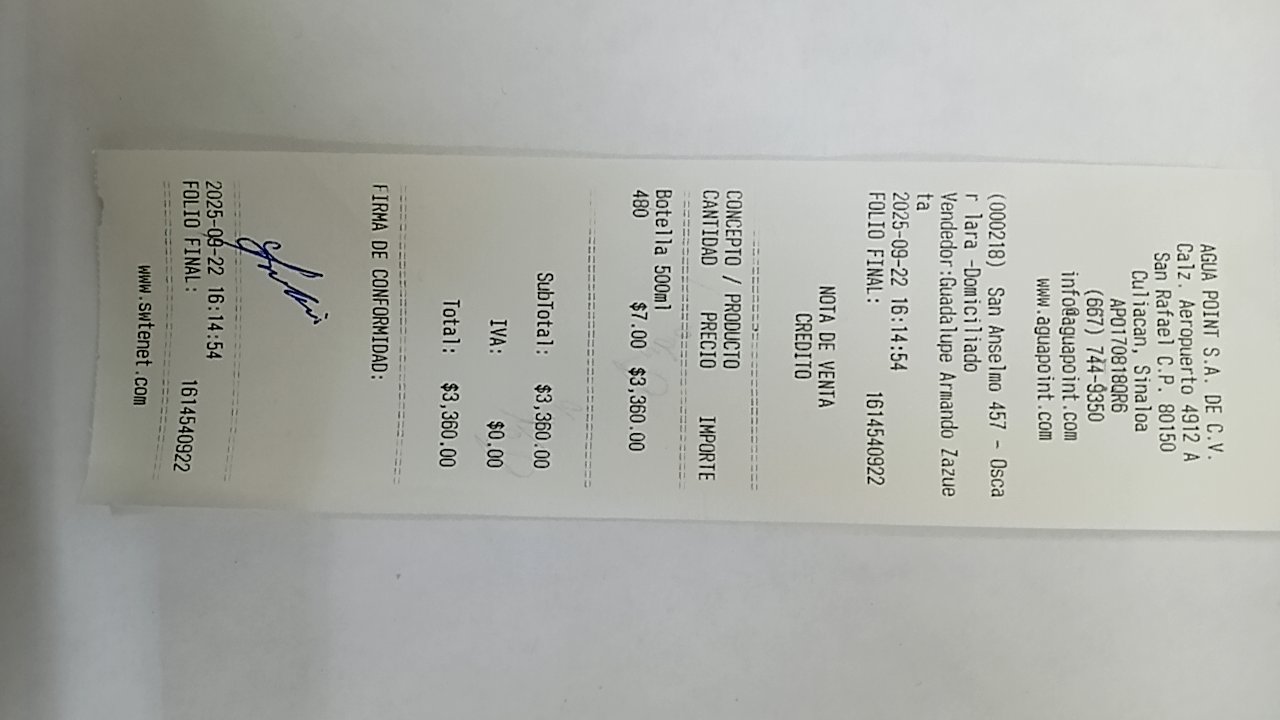 AGUA POINT S.A. DE C.V.
Calz. Aeropuerto 4912 A
San Rafael C.P. 80150
Culiacan, Sinaloa
APO170818QR6
(667) 744-9350
info@aguapoint.com
www.aguapoint.com
(000218) San Anselmo 457 - Osca
r lara -Domiciliado
Vendedor:Guadalupe Armando Zazue
ta
2025-09-22 16:14:54
FOLIO FINAL: 1614540922
NOTA DE VENTA
CREDITO
CONCEPTO / PRODUCTO
CANTIDAD PRECIO IMPORTE
Botella 500ml
480 $7.00 $3,360.00
SubTotal: $3,360.00
IVA: $0.00
Total: $3,360.00
FIRMA DE CONFORMIDAD:
2025-09-22 16:14:54
FOLIO FINAL: 1614540922
www.swtenet.com